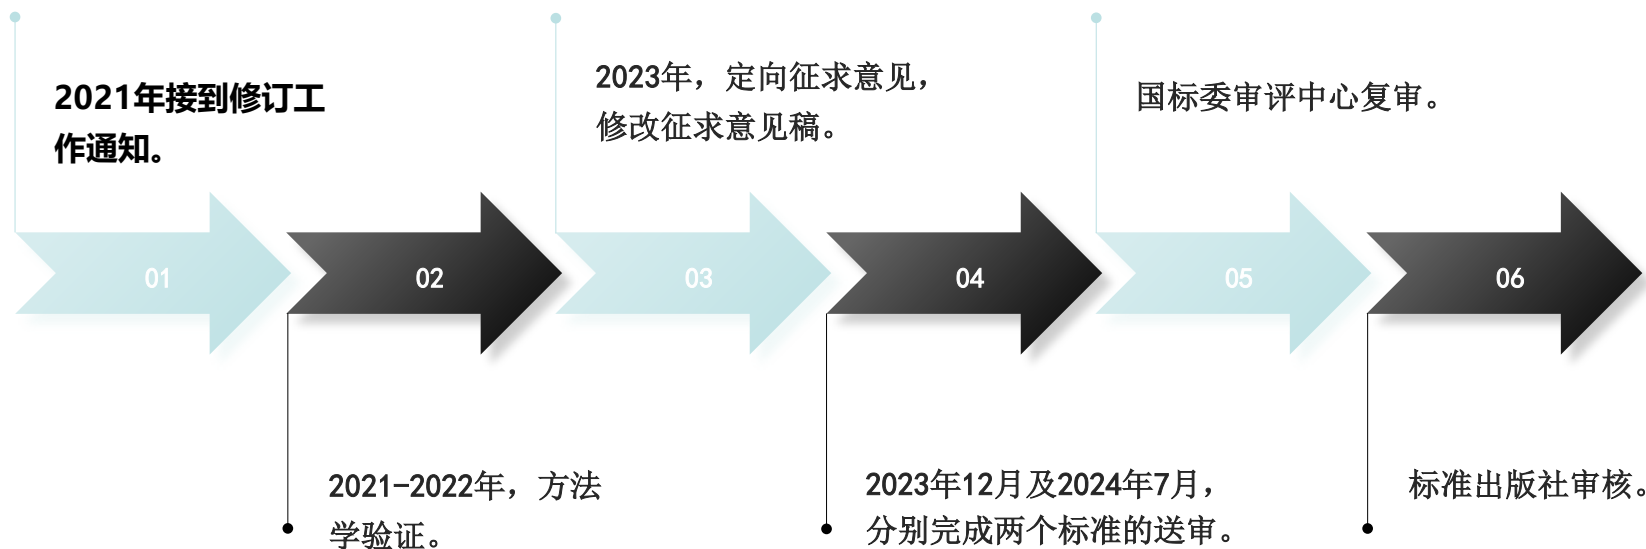 2021年接到修订工
作通知。
2023年，定向征求意见，
修改征求意见稿。
国标委审评中心复审。
01
02
03
04
05
06
2021-2022年，方法
学验证。
2023年12月及2024年7月，
分别完成两个标准的送审。
标准出版社审核。